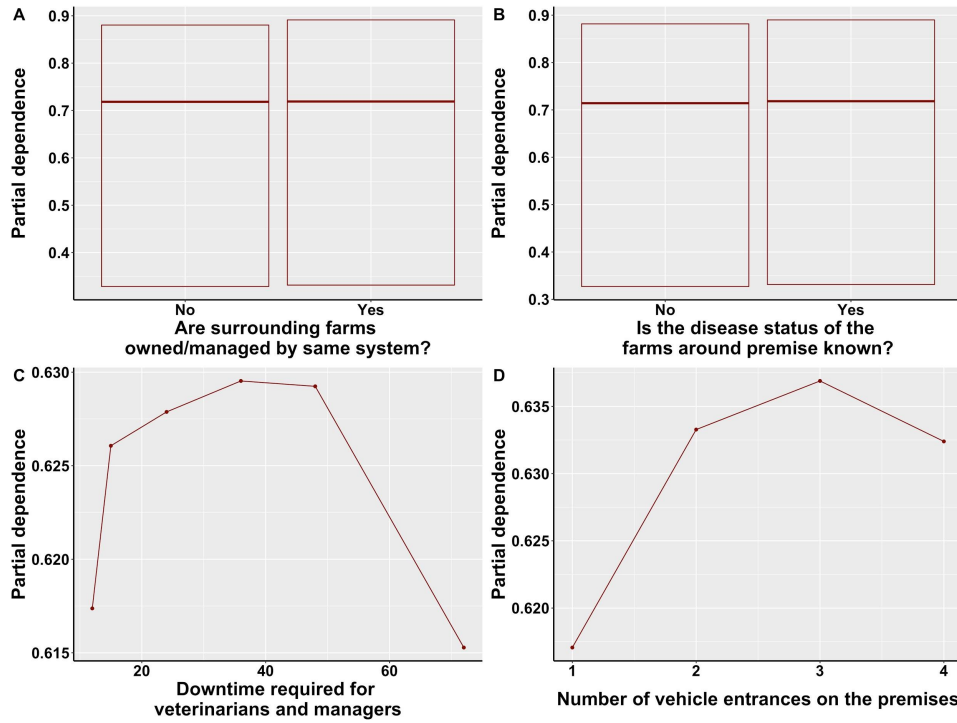 A
Partial dependence
0.9
0.8
0.7
0.6
0.5
0.4
No
Yes
Are surrounding farms
owned/managed by same system?
B
Partial dependence
0.9
0.8
0.7
0.6
0.5
0.4
0.3
No
Yes
Is the disease status of the
farms around premise known?
C
Partial dependence
0.630
0.625
0.620
0.615
20
40
60
Downtime required for
veterinarians and managers
D
Partial dependence
0.635
0.630
0.625
0.620
1
2
3
4
Number of vehicle entrances on the premises